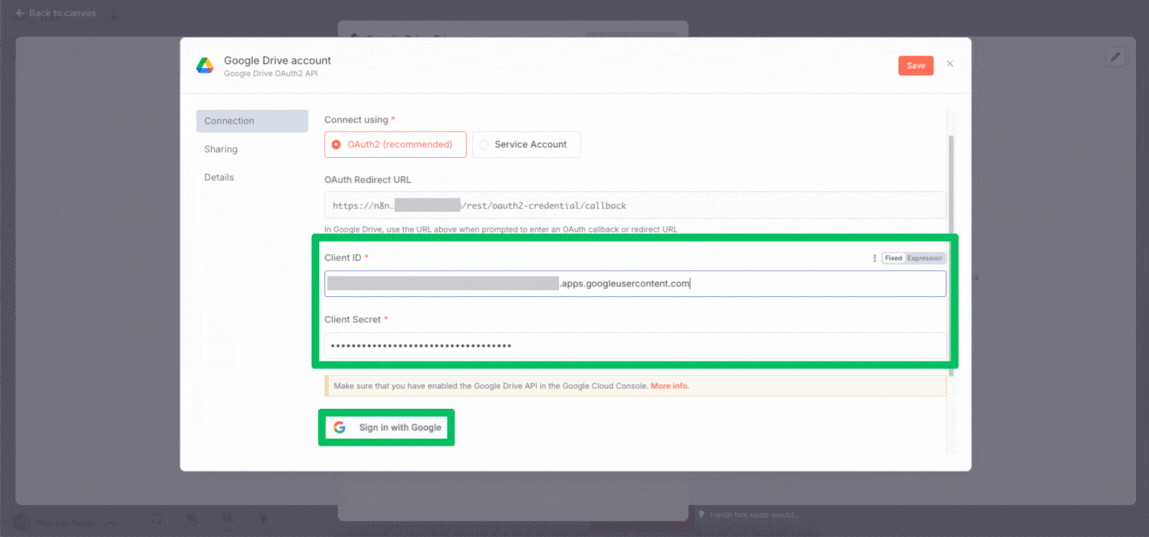 Back to canvas
Google Drive account
Google Drive OAuth2 API
Save
Connection
Sharing
Details
Connect using *
OAuth2 (recommended)
Service Account
OAuth Redirect URL
https://n8n. /rest/oauth2-credential/callback
In Google Drive, use the URL above when prompted to enter an OAuth callback or redirect URL
Client ID *
Fixed Expression
.apps.googleusercontent.com
Client Secret *
Make sure that you have enabled the Google Drive API in the Google Cloud Console. More info.
Sign in with Google
I wish this node would...